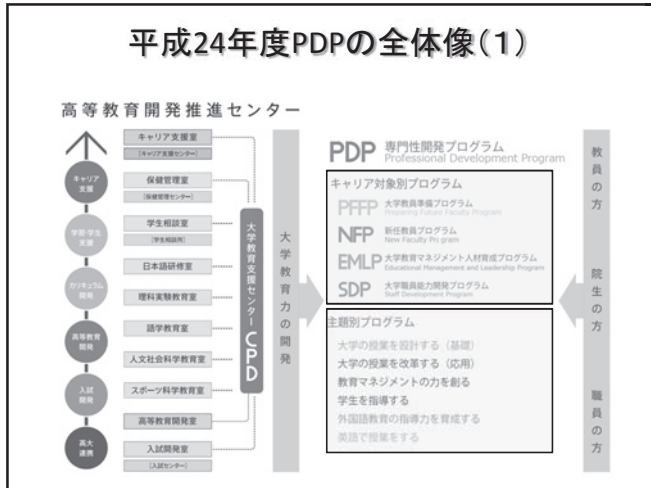 平成24年度PDPの全体像(1)
高等教育開発推進センター
キャリア支援
学習・学生支援
カリキュラム開発
高等教育開発
入試開発
高大連携
キャリア支援室
[キャリア支援センター]
保健管理室
[保健管理センター]
学生相談室
[学生相談所]
日本語研修室
理科実験教育室
語学教育室
人文社会科学教育室
スポーツ科学教育室
高等教育開発室
入試開発室
[入試センター]
大学教育支援センターCPD
大学教育力の開発
PDP 専門性開発プログラム
Professional Development Program
キャリア対象別プログラム
PFFP 大学教員準備プログラム
Preparing Future Faculty Program
NFP 新任教員プログラム
New Faculty Pri gram
EMLP 大学教育マネジメント人材育成プログラム
Educational Management and Leadership Program
SDP 大学職員能力開発プログラム
Staff Development Program
主題別プログラム
大学の授業を設計する(基礎)
大学の授業を改革する(応用)
教育マネジメントの力を創る
学生を指導する
外国語教育の指導力を育成する
英語で授業をする
教員の方
院生の方
職員の方